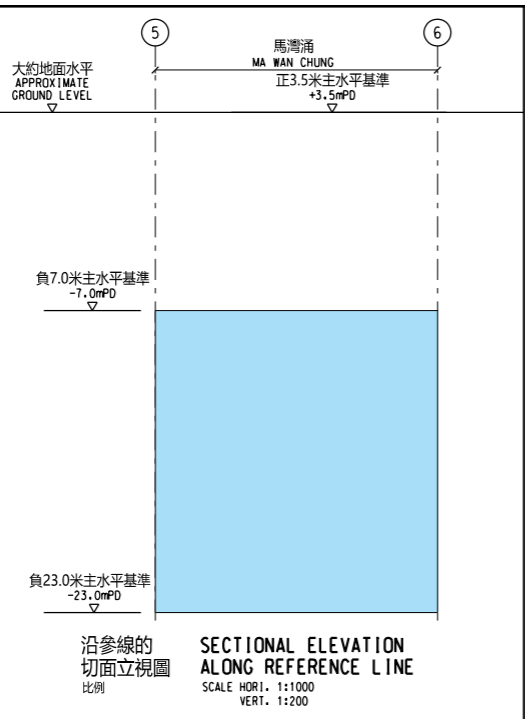 5
6
馬灣涌
MA WAN CHUNG
大約地面水平
APPROXIMATE
GROUND LEVEL
正3.5米主水平基準
+3.5mPD
負7.0米主水平基準
-7.0mPD
負23.0米主水平基準
-23.0mPD
沿參線的
切面立視圖
比例
SECTIONAL ELEVATION
ALONG REFERENCE LINE
SCALE HORI. 1:1000
VERT. 1:200